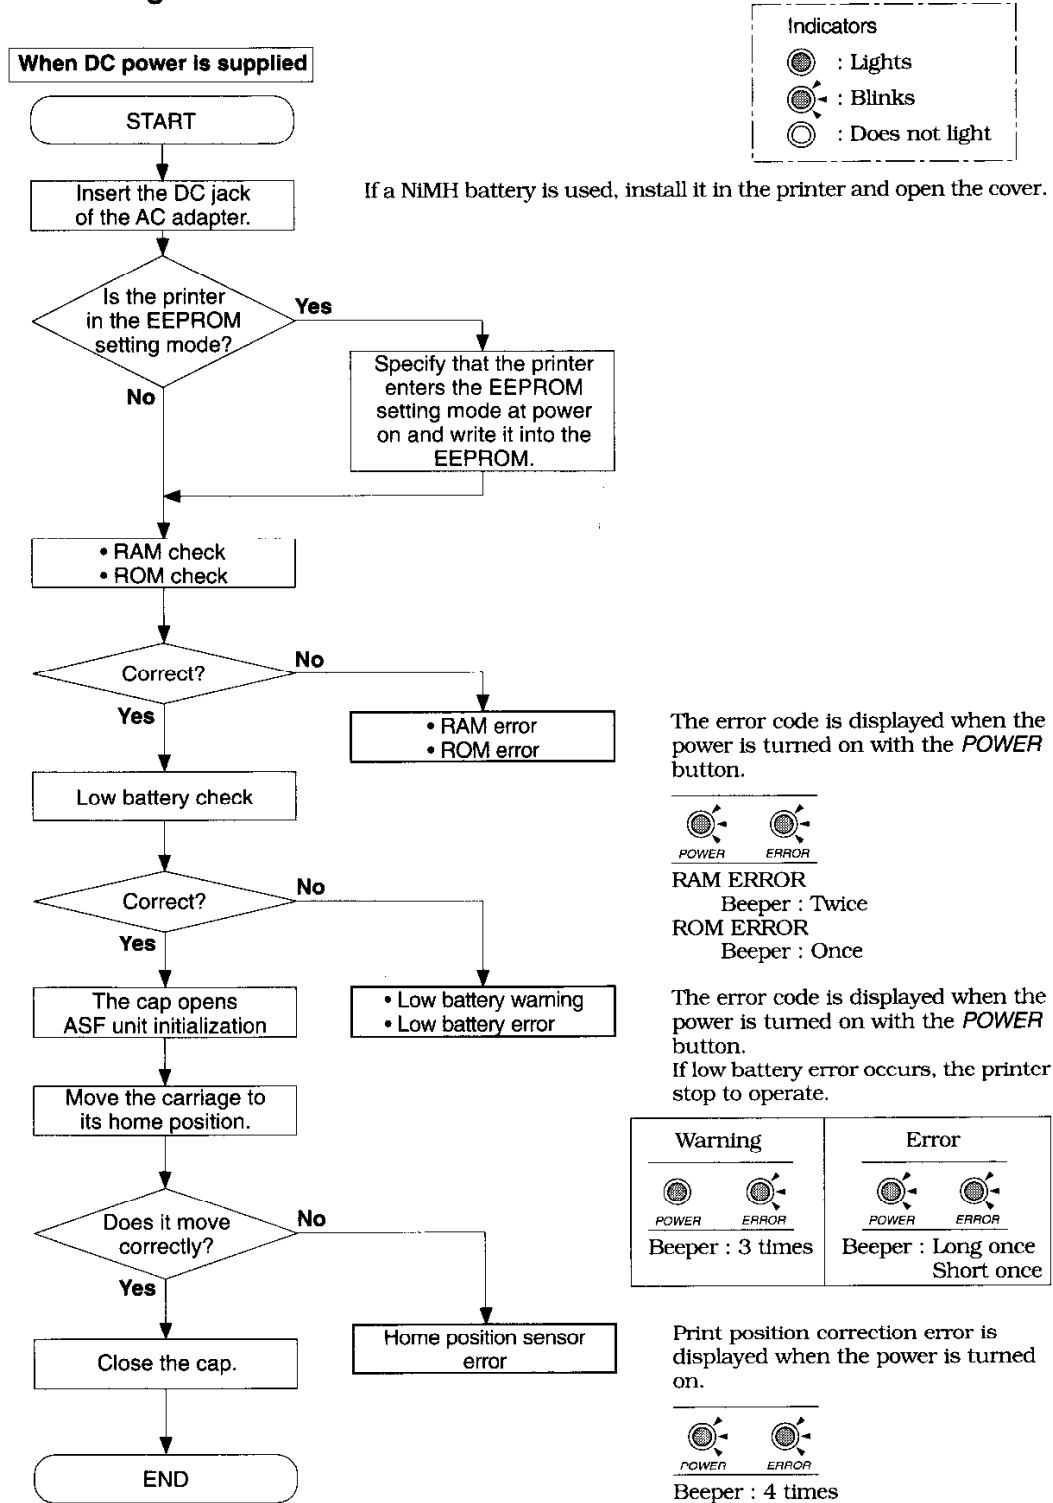 When DC power is supplied
Indicators
: Lights
: Blinks
: Does not light
START
Insert the DC jack
of the AC adapter.
If a NiMH battery is used, install it in the printer and open the cover.
Is the printer
in the EEPROM
setting mode?
Yes
No
Specify that the printer
enters the EEPROM
setting mode at power
on and write it into the
EEPROM.
• RAM check
• ROM check
Correct?
No
Yes
• RAM error
• ROM error
The error code is displayed when the
power is turned on with the POWER
button.
POWER ERROR
RAM ERROR
Beeper : Twice
ROM ERROR
Beeper : Once
Low battery check
Correct?
No
Yes
• Low battery warning
• Low battery error
The error code is displayed when the
power is turned on with the POWER
button.
If low battery error occurs, the printer
stop to operate.
Warning
POWER ERROR
Beeper : 3 times
Error
POWER ERROR
Beeper : Long once
Short once
The cap opens
ASF unit initialization
Move the carriage to
its home position.
Does it move
correctly?
No
Yes
Home position sensor
error
Print position correction error is
displayed when the power is turned
on.
POWER ERROR
Beeper : 4 times
Close the cap.
END